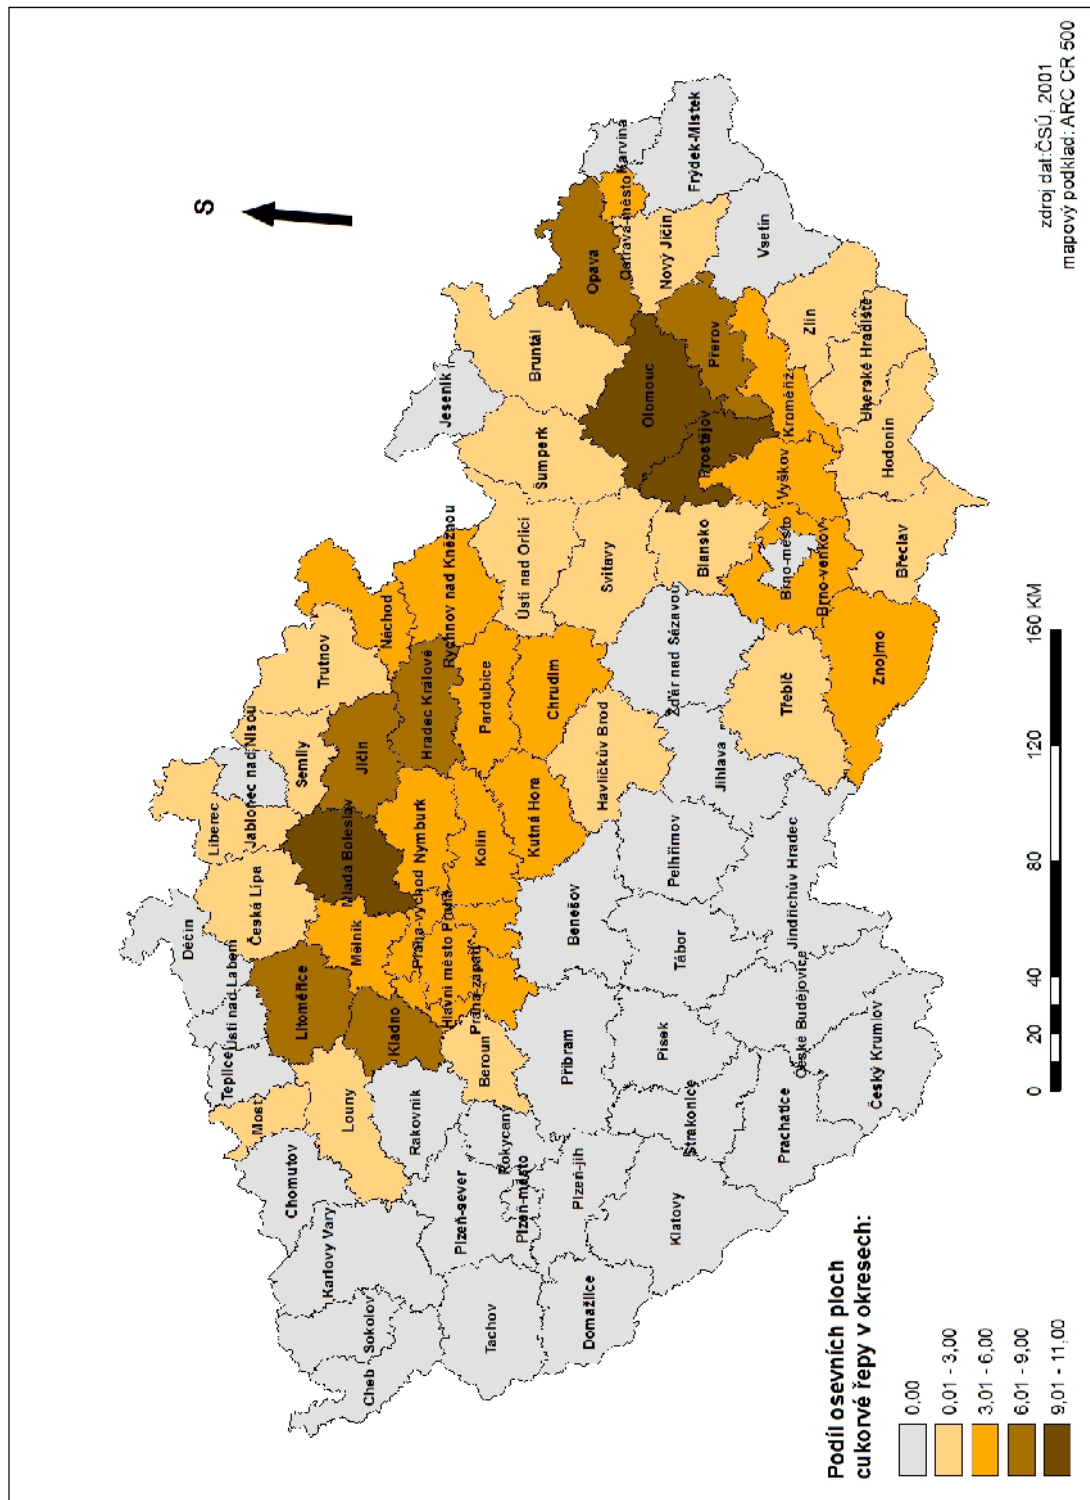 S
Děčín
Liberec
Jablonec nad Nisou
Ústí nad Labem
Teplice
Česká Lípa
Semily
Trutnov
Most
Litoměřice
Chomutov
Louny
Mělník
Mladá Boleslav
Jičín
Náchod
Jeseník
Karlovy Vary
Sokolov
Cheb
Rakovník
Kladno
Praha-východ
Nymburk
Hradec Králové
Rychnov nad Kněžnou
Hlavní město Praha
Praha-západ
Kolín
Pardubice
Beroun
Plzeň-sever
Rokycany
Plzeň-město
Tachov
Kutná Hora
Chrudim
Ústí nad Orlicí
Šumperk
Bruntál
Opava
Ostrava-město
Karviná
Benešov
Příbram
Plzeň-jih
Domažlice
Havlíčkův Brod
Svitavy
Olomouc
Nový Jičín
Frýdek-Místek
Klatovy
Strakonice
Písek
Tábor
Pelhřimov
Jihlava
Žďár nad Sázavou
Blansko
Prostějov
Přerov
Vsetín
Prachatice
České Budějovice
Jindřichův Hradec
Třebíč
Brno-město
Brno-venkov
Vyškov
Kroměříž
Zlín
Český Krumlov
Znojmo
Břeclav
Hodonín
Uherské Hradiště
Podíl osevních ploch
cukorvé řepy v okresech:
0,00
0,01 - 3,00
3,01 - 6,00
6,01 - 9,00
9,01 - 11,00
0 20 40 80 120 160 KM
zdroj dat:ČSÚ, 2001
mapový podklad: ARC CR 500